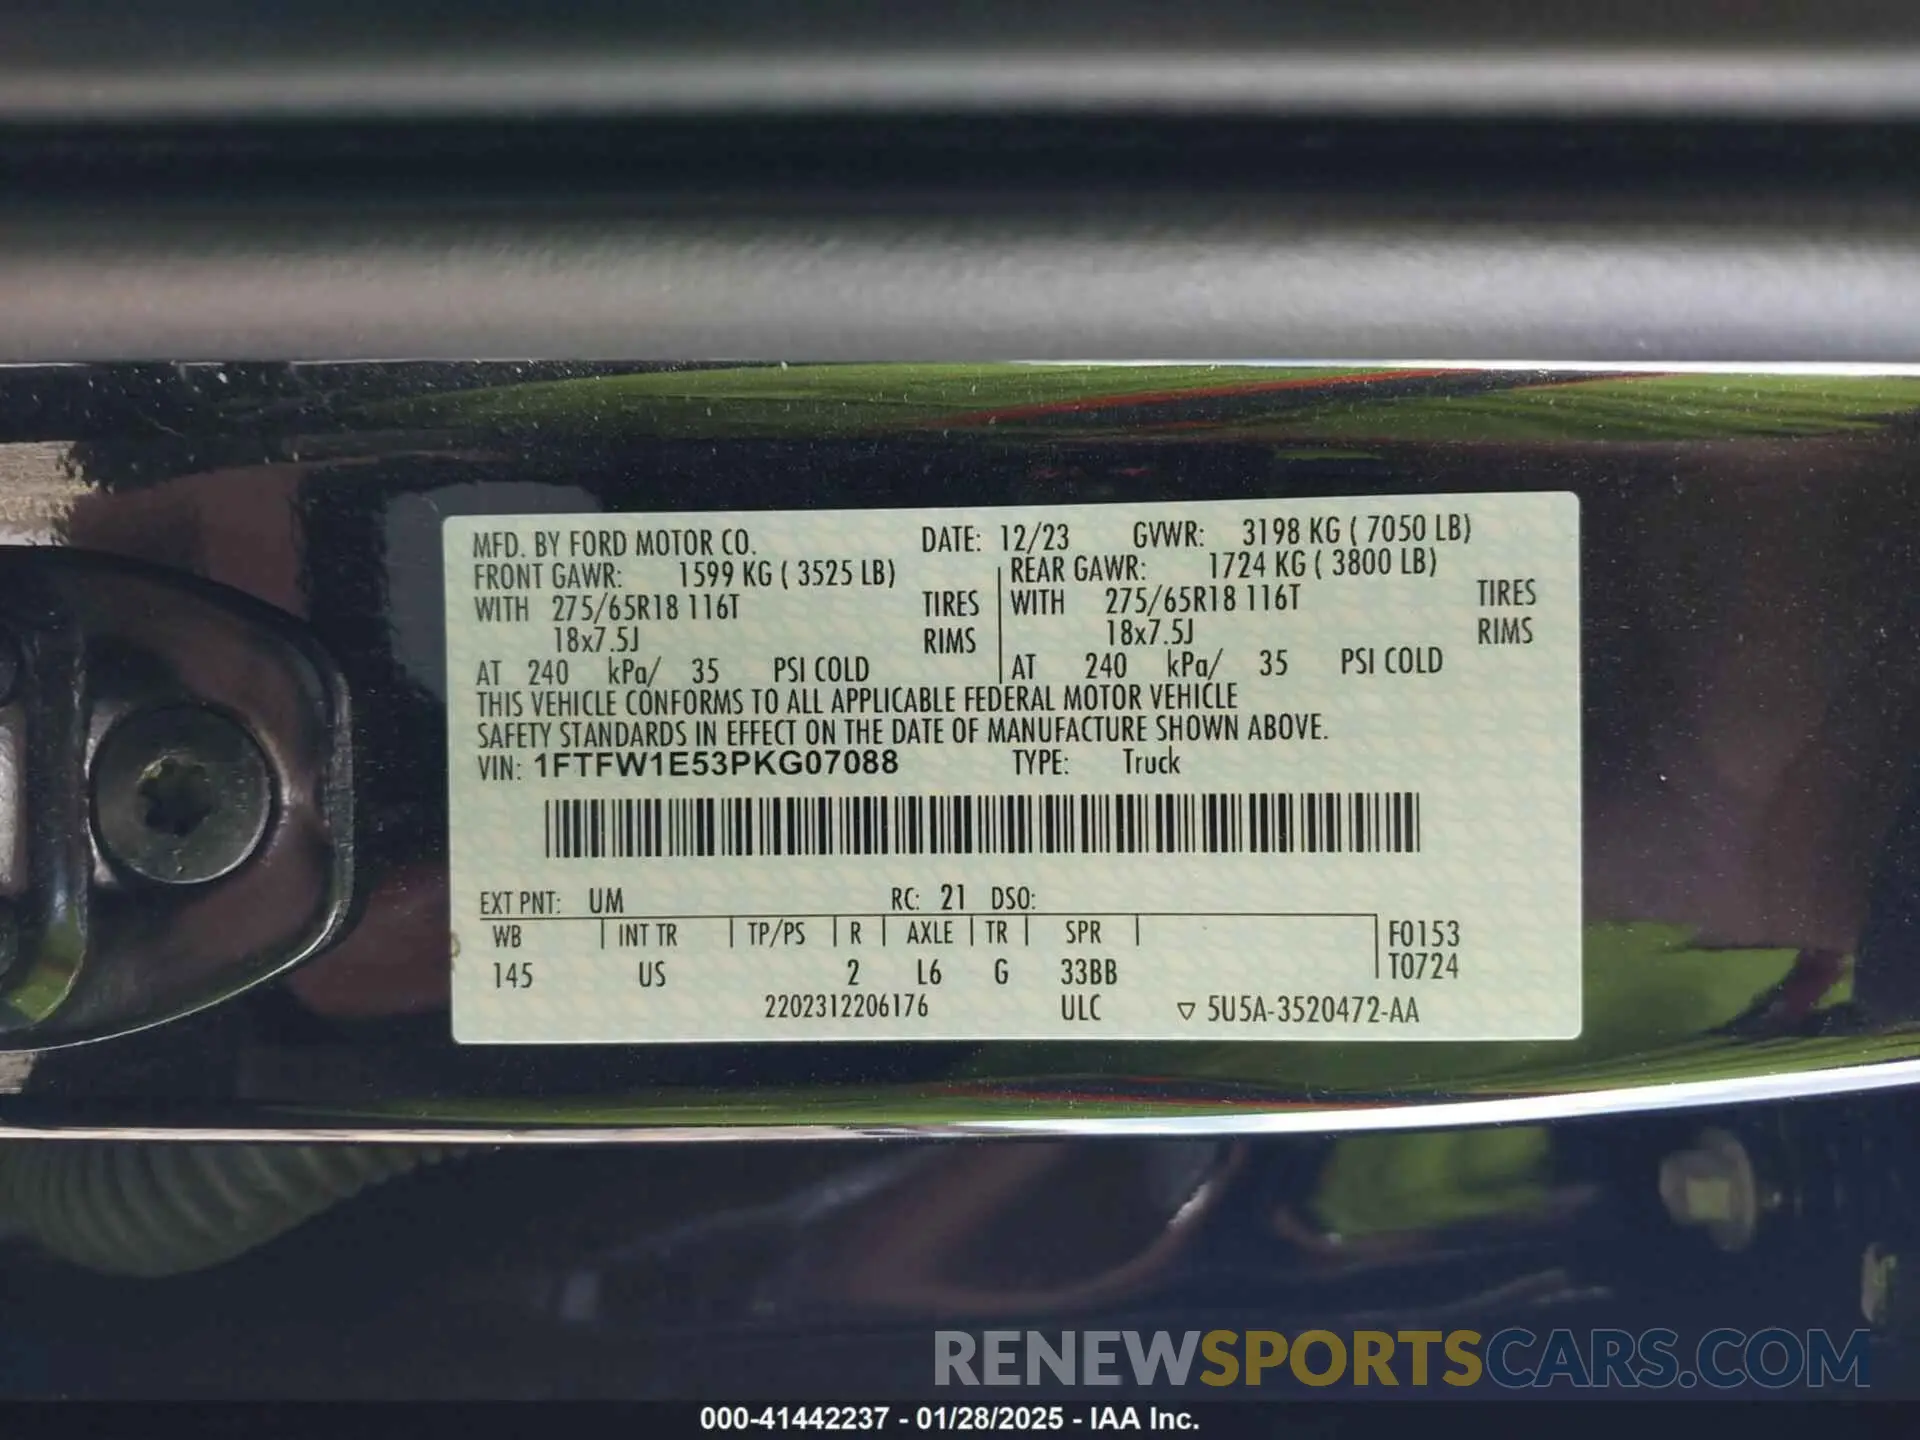 MFD. BY FORD MOTOR CO. DATE: 12/23 GVWR: 3198 KG ( 7050 LB)
FRONT GAWR: 1599 KG ( 3525 LB) REAR GAWR: 1724 KG ( 3800 LB)
WITH 275/65R18 116T TIRES WITH 275/65R18 116T TIRES
18x7.5J RIMS 18x7.5J RIMS
AT 240 kPa/ 35 PSI COLD AT 240 kPa/ 35 PSI COLD
THIS VEHICLE CONFORMS TO ALL APPLICABLE FEDERAL MOTOR VEHICLE
SAFETY STANDARDS IN EFFECT ON THE DATE OF MANUFACTURE SHOWN ABOVE.
VIN: 1FTFW1E53PKG07088 TYPE: Truck
EXT PNT: UM RC: 21 DSO:
WB INT TR TP/PS R AXLE TR SPR F0153
145 US 2 L6 G 33BB T0724
2202312206176 ULC ▽ 5U5A-3520472-AA
RENEWSPORTSCARS.COM
000-41442237 - 01/28/2025 - IAA Inc.